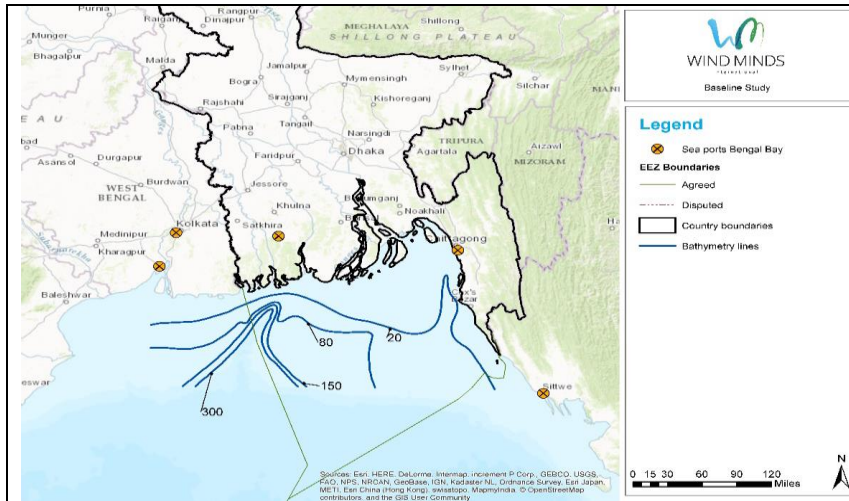 Purnia
Rangpur
Raiganj
Dinajpur
Munger
Bhagalpur
Malda
MEGHALAYA
Shillong
SHILLONG PLATEAU
Jamalpur
Bogra
Mymensingh
Sylhet
Silchar
Rajshahi
Sirajganj
Kishoreganj
Pabna
Tangail
Narsingdi
TRIPURA
Dhaka
Agartala
Aizawl
MIZORAM
Asansol
Durgapur
Faridpur
Burdwan
Jessore
WEST
BENGAL
Khulna
Noakhali
Kolkata
Satkhira
Medinipur
Kharagpur
Baleshwar
Bazar
20
80
150
300
Sittwe
Sources: Esri, HERE, DeLorme, Intermap, increment P Corp., GEBCO, USGS,
FAO, NPS, NRCAN, GeoBase, IGN, Kadaster NL, Ordnance Survey, Esri Japan,
METI, Esri China (Hong Kong), swisstopo, MapmyIndia, © OpenStreetMap
contributors, and the GIS User Community
WIND MINDS
Baseline Study
Legend
Sea ports Bengal Bay
EEZ Boundaries
Agreed
Disputed
Country boundaries
Bathymetry lines
N
0 15 30 60 90 120
Miles